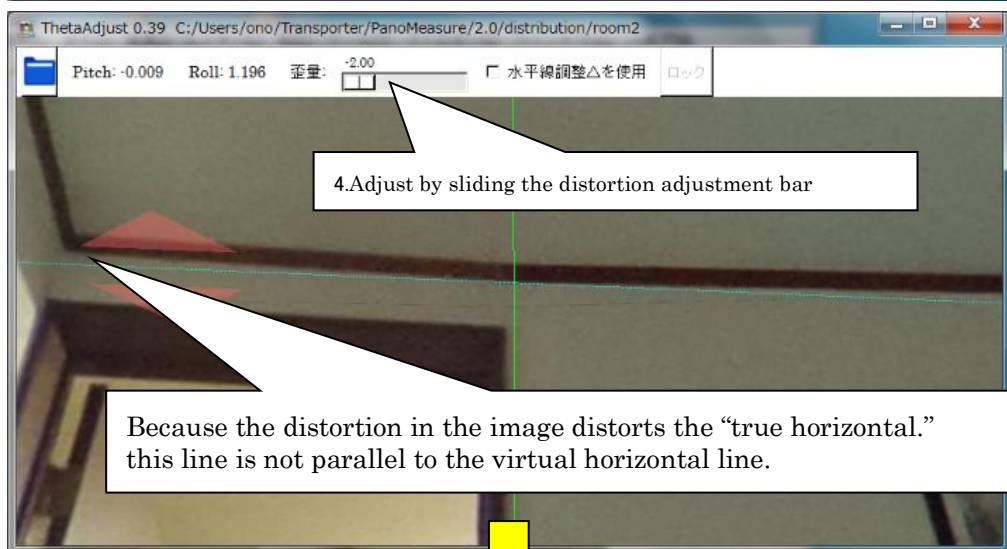 ThetaAdjust 0.39 C:/Users/ono/Transporter/PanoMeasure/2.0/distribution/room2
Pitch: -0.009 Roll: 1.196 歪量: -2.00 水平線調整△を使用 ロック
4.Adjust by sliding the distortion adjustment bar
Because the distortion in the image distorts the “true horizontal.”
this line is not parallel to the virtual horizontal line.